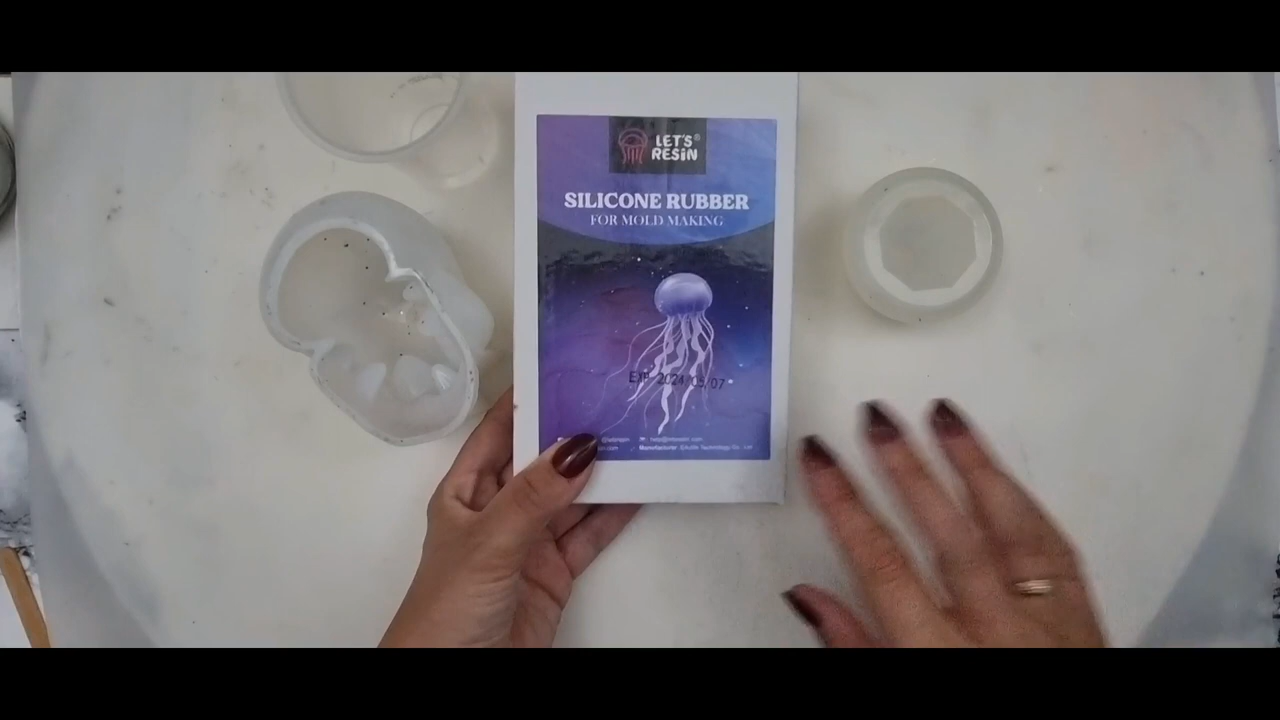 LET'S®
RESIN
SILICONE RUBBER
FOR MOLD MAKING
EXP 2024/05/07